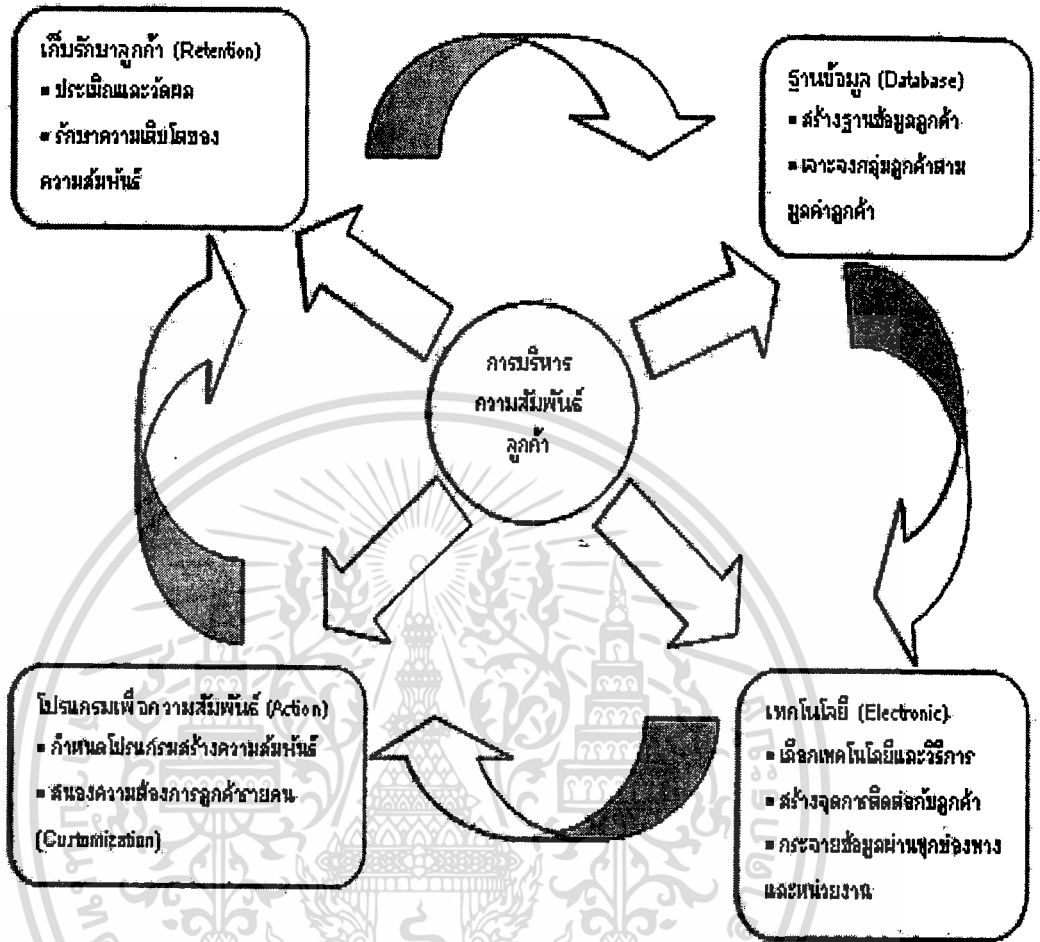 เก็บรักษาลูกค้า (Retention)
▪ ประเมินและวัดผล
▪ รักษาความเติบโตของ
ความสัมพันธ์
ฐานข้อมูล (Database)
▪ สร้างฐานข้อมูลลูกค้า
▪ เจาะจงกลุ่มลูกค้าตาม
มูลค่าลูกค้า
การบริหาร
ความสัมพันธ์
ลูกค้า
โปรแกรมเพื่อความสัมพันธ์ (Action)
▪ กำหนดโปรแกรมสร้างความสัมพันธ์
▪ สนองความต้องการลูกค้ารายคน
(Customization)
เทคโนโลยี (Electronic)
▪ เลือกเทคโนโลยีและวิธีการ
▪ สร้างจุดการติดต่อกับลูกค้า
▪ กระจายข้อมูลผ่านทุกช่องทาง
และหน่วยงาน